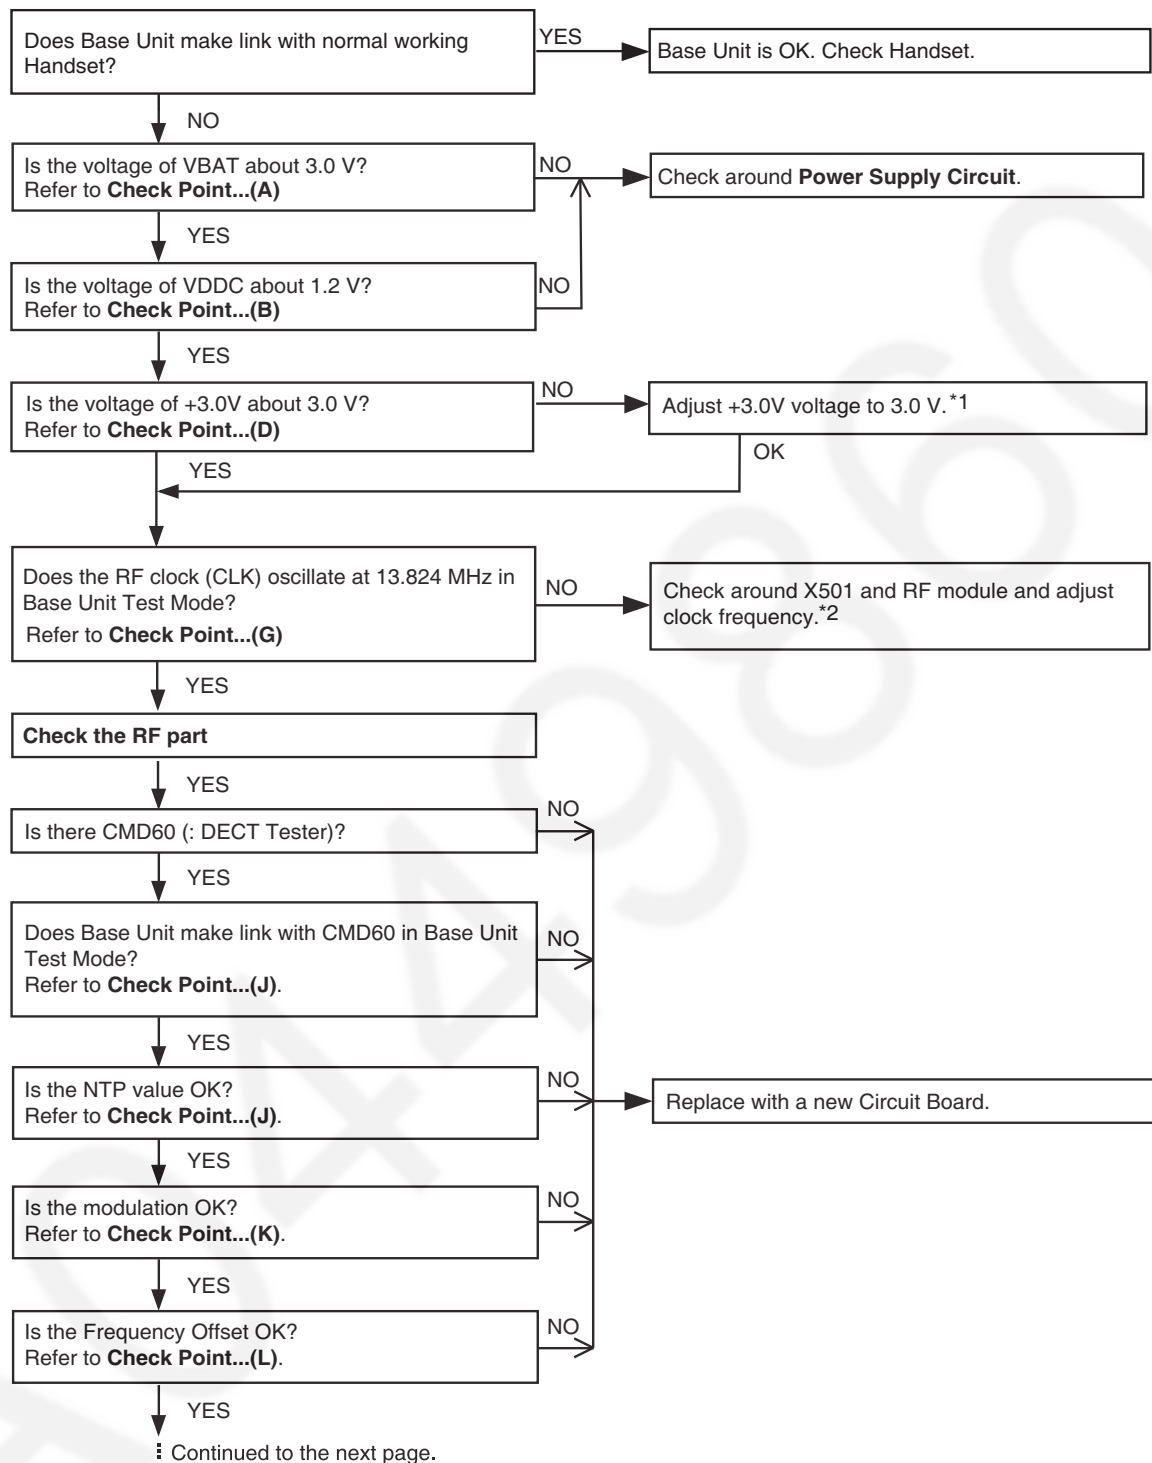 Does Base Unit make link with normal working
Handset?
YES
Base Unit is OK. Check Handset.
NO
Is the voltage of VBAT about 3.0 V?
Refer to Check Point...(A)
NO
Check around Power Supply Circuit.
YES
Is the voltage of VDDC about 1.2 V?
Refer to Check Point...(B)
NO
YES
Is the voltage of +3.0V about 3.0 V?
Refer to Check Point...(D)
NO
Adjust +3.0V voltage to 3.0 V.*1
OK
YES
Does the RF clock (CLK) oscillate at 13.824 MHz in
Base Unit Test Mode?
Refer to Check Point...(G)
NO
Check around X501 and RF module and adjust
clock frequency.*2
YES
Check the RF part
YES
Is there CMD60 (: DECT Tester)?
NO
YES
Does Base Unit make link with CMD60 in Base Unit
Test Mode?
Refer to Check Point...(J).
NO
YES
Is the NTP value OK?
Refer to Check Point...(J).
NO
Replace with a new Circuit Board.
YES
Is the modulation OK?
Refer to Check Point...(K).
NO
YES
Is the Frequency Offset OK?
Refer to Check Point...(L).
NO
YES
Continued to the next page.